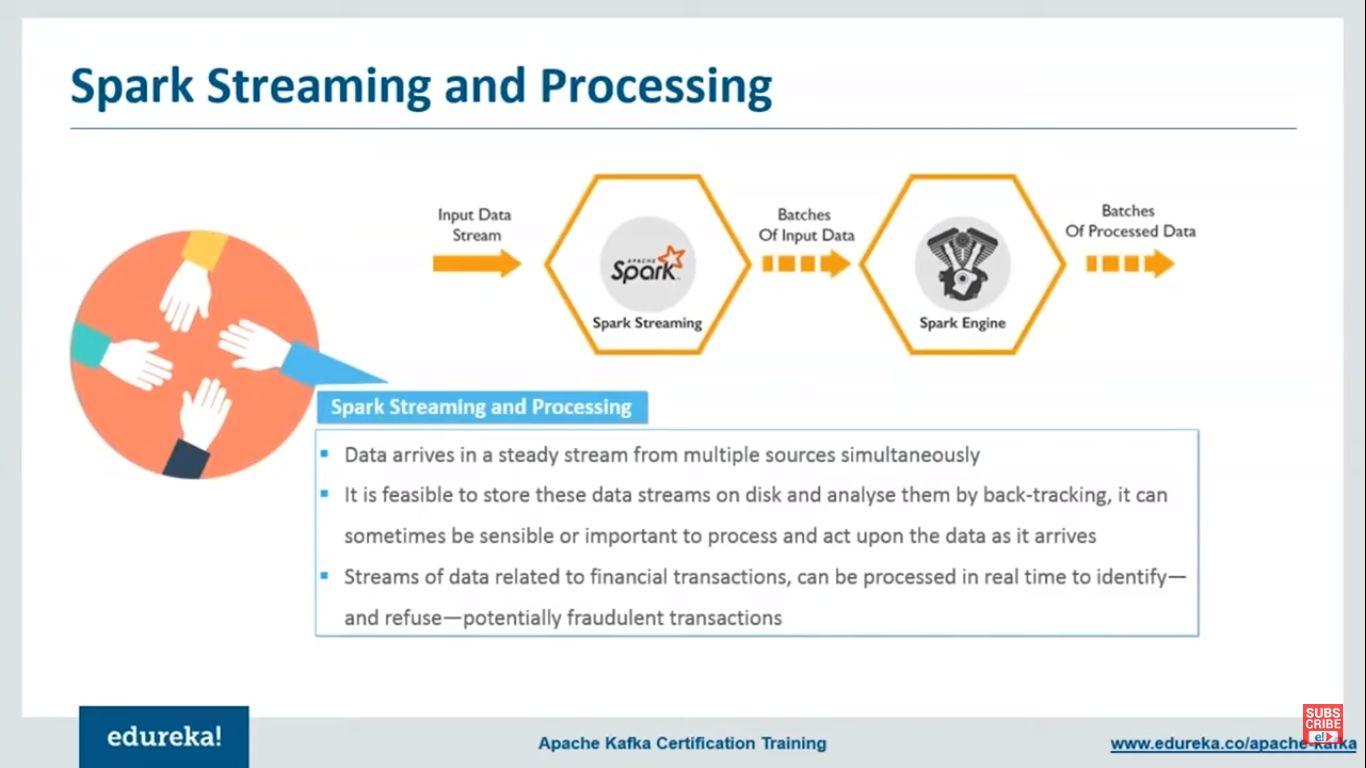 Spark Streaming and Processing
Input Data
Stream
Batches
Of Input Data
Batches
Of Processed Data
APACHE
Spark
Spark Streaming
Spark Engine
Spark Streaming and Processing
Data arrives in a steady stream from multiple sources simultaneously
It is feasible to store these data streams on disk and analyse them by back-tracking, it can
sometimes be sensible or important to process and act upon the data as it arrives
Streams of data related to financial transactions, can be processed in real time to identify—
and refuse—potentially fraudulent transactions
edureka!
Apache Kafka Certification Training
SUBS
CRIBE
e!
www.edureka.co/apache-kafka